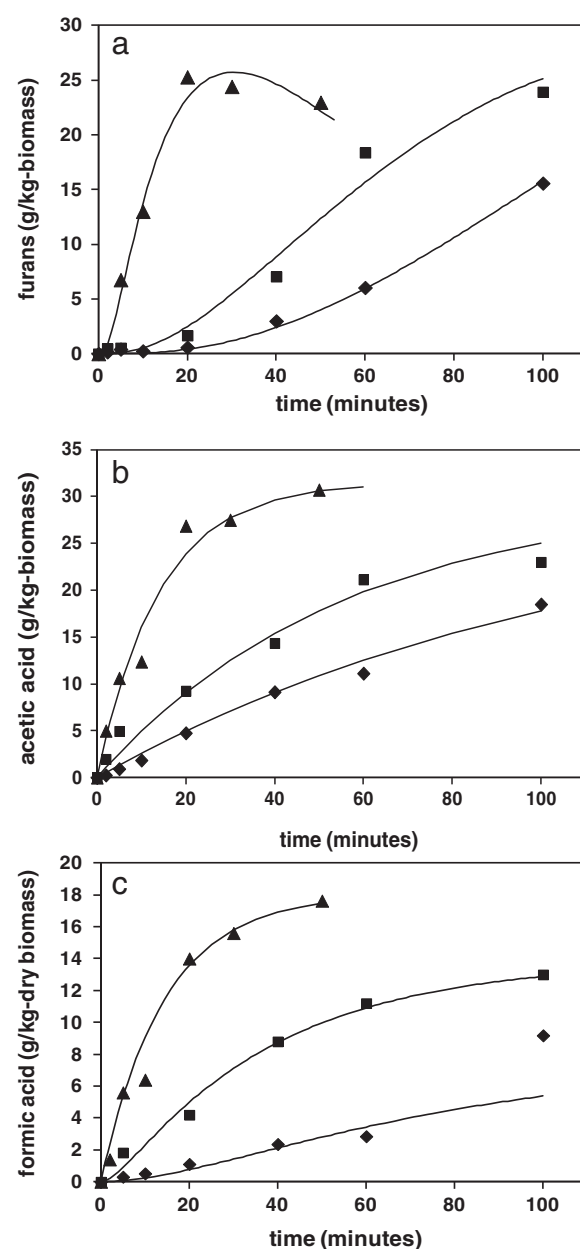 a
30
25
20
15
10
5
0
furans (g/kg-biomass)
0 20 40 60 80 100
time (minutes)
b
35
30
25
20
15
10
5
0
acetic acid (g/kg-biomass)
0 20 40 60 80 100
time (minutes)
c
20
18
16
14
12
10
8
6
4
2
0
formic acid (g/kg-dry biomass)
0 20 40 60 80 100
time (minutes)